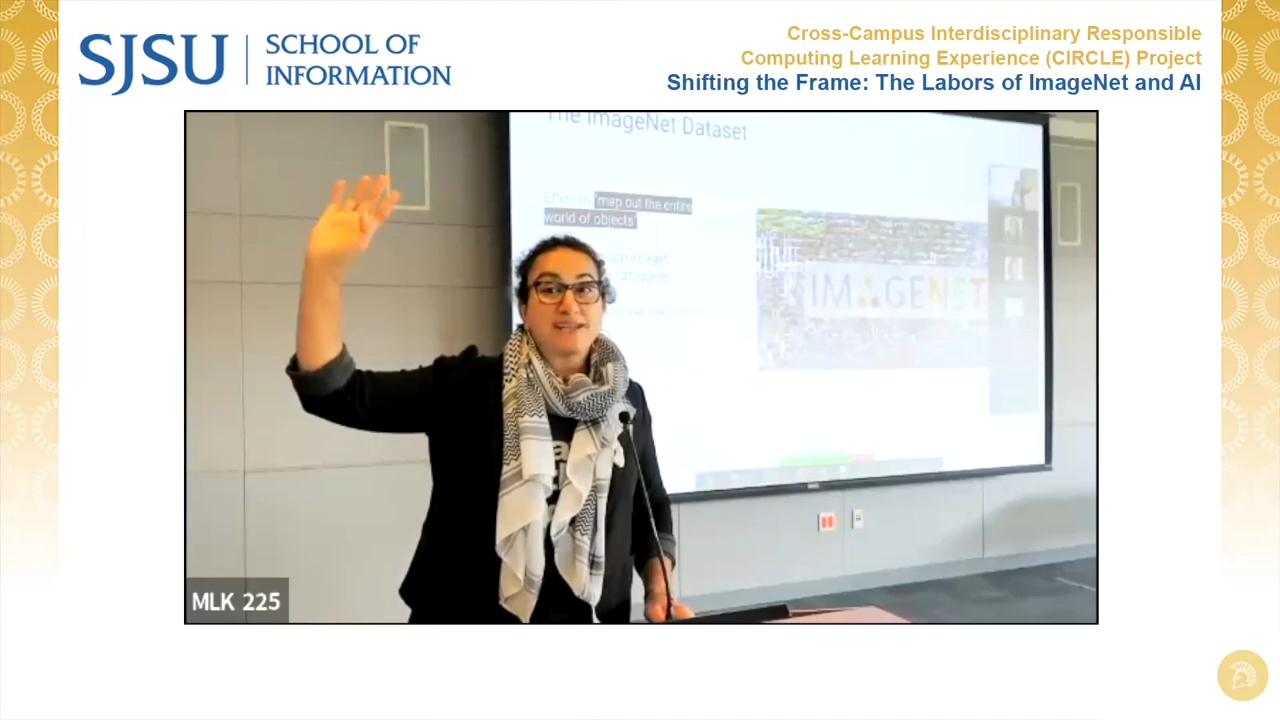 SJSU
SCHOOL OF
INFORMATION
Cross-Campus Interdisciplinary Responsible
Computing Learning Experience (CIRCLE) Project
Shifting the Frame: The Labors of ImageNet and AI
The ImageNet Dataset
"map out the entire
world of objects"
IMAGENET
MLK 225